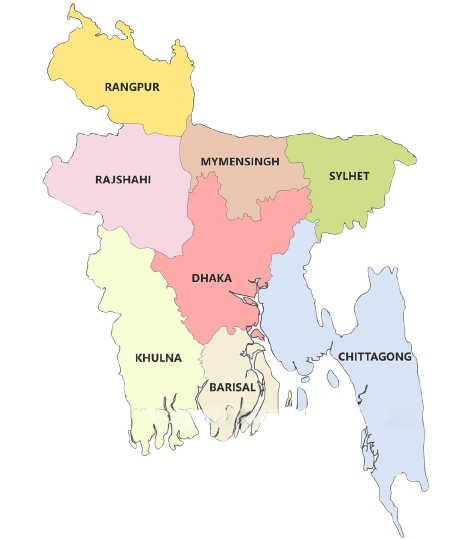 RANGPUR
MYMENSINGH
RAJSHAHI
SYLHET
DHAKA
KHULNA
CHITTAGONG
BARISAL